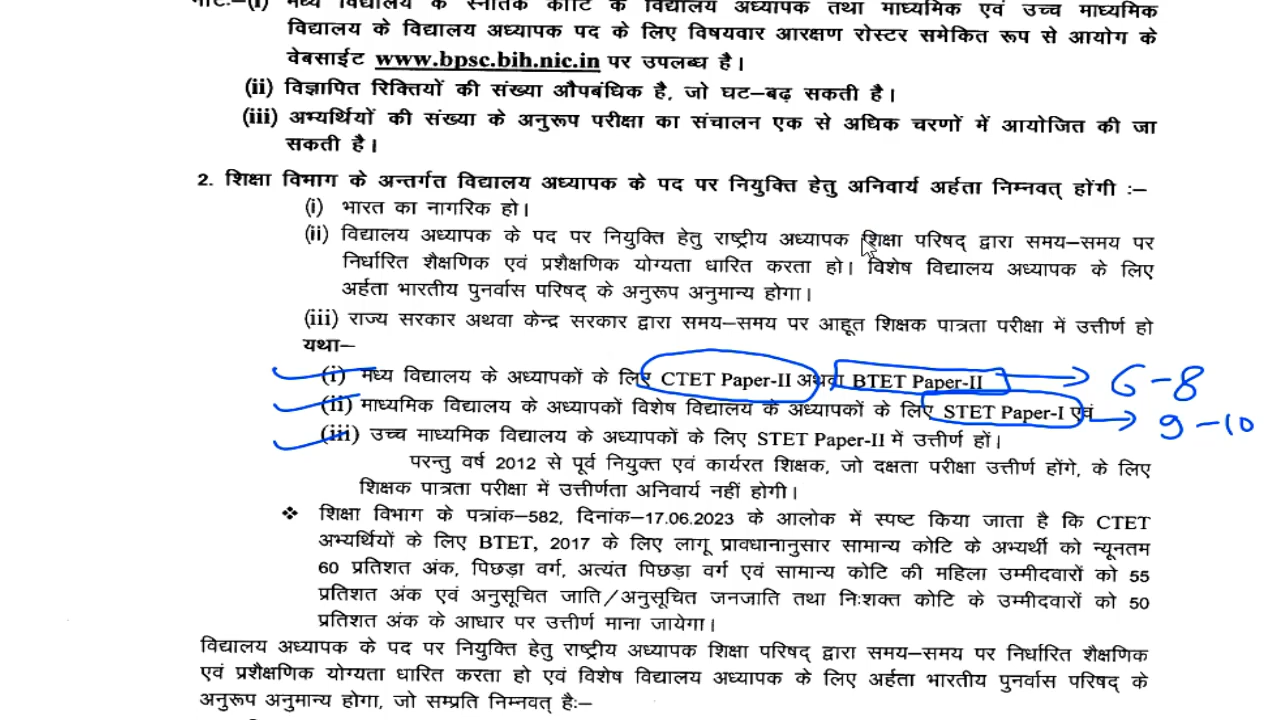 नोटः–(i) मध्य विद्यालय के स्नातक कोटि के विद्यालय अध्यापक तथा माध्यमिक एवं उच्च माध्यमिक
विद्यालय के विद्यालय अध्यापक पद के लिए विषयवार आरक्षण रोस्टर समेकित रूप से आयोग के
वेबसाईट www.bpsc.bih.nic.in पर उपलब्ध है।
(ii) विज्ञापित रिक्तियों की संख्या औपबंधिक है, जो घट–बढ़ सकती है।
(iii) अभ्यर्थियों की संख्या के अनुरूप परीक्षा का संचालन एक से अधिक चरणों में आयोजित की जा
सकती है।
2. शिक्षा विभाग के अन्तर्गत विद्यालय अध्यापक के पद पर नियुक्ति हेतु अनिवार्य अर्हता निम्नवत् होंगी :–
(i) भारत का नागरिक हो।
(ii) विद्यालय अध्यापक के पद पर नियुक्ति हेतु राष्ट्रीय अध्यापक शिक्षा परिषद् द्वारा समय–समय पर
निर्धारित शैक्षणिक एवं प्रशैक्षणिक योग्यता धारित करता हो। विशेष विद्यालय अध्यापक के लिए
अर्हता भारतीय पुनर्वास परिषद् के अनुरूप अनुमान्य होगा।
(iii) राज्य सरकार अथवा केन्द्र सरकार द्वारा समय–समय पर आहूत शिक्षक पात्रता परीक्षा में उत्तीर्ण हो
यथा–
(i) मध्य विद्यालय के अध्यापकों के लिए CTET Paper-II अथवा BTET Paper-II 6-8
(ii) माध्यमिक विद्यालय के अध्यापकों विशेष विद्यालय के अध्यापकों के लिए STET Paper-I एवं 9-10
(iii) उच्च माध्यमिक विद्यालय के अध्यापकों के लिए STET Paper-II में उत्तीर्ण हों।
परन्तु वर्ष 2012 से पूर्व नियुक्त एवं कार्यरत शिक्षक, जो दक्षता परीक्षा उत्तीर्ण होंगे, के लिए
शिक्षक पात्रता परीक्षा में उत्तीर्णता अनिवार्य नहीं होगी।
❖ शिक्षा विभाग के पत्रांक–582, दिनांक–17.06.2023 के आलोक में स्पष्ट किया जाता है कि CTET
अभ्यर्थियों के लिए BTET, 2017 के लिए लागू प्रावधानानुसार सामान्य कोटि के अभ्यर्थी को न्यूनतम
60 प्रतिशत अंक, पिछड़ा वर्ग, अत्यंत पिछड़ा वर्ग एवं सामान्य कोटि की महिला उम्मीदवारों को 55
प्रतिशत अंक एवं अनुसूचित जाति/अनुसूचित जनजाति तथा निःशक्त कोटि के उम्मीदवारों को 50
प्रतिशत अंक के आधार पर उत्तीर्ण माना जायेगा।
विद्यालय अध्यापक के पद पर नियुक्ति हेतु राष्ट्रीय अध्यापक शिक्षा परिषद् द्वारा समय–समय पर निर्धारित शैक्षणिक
एवं प्रशैक्षणिक योग्यता धारित करता हो एवं विशेष विद्यालय अध्यापक के लिए अर्हता भारतीय पुनर्वास परिषद् के
अनुरूप अनुमान्य होगा, जो सम्प्रति निम्नवत् है:–